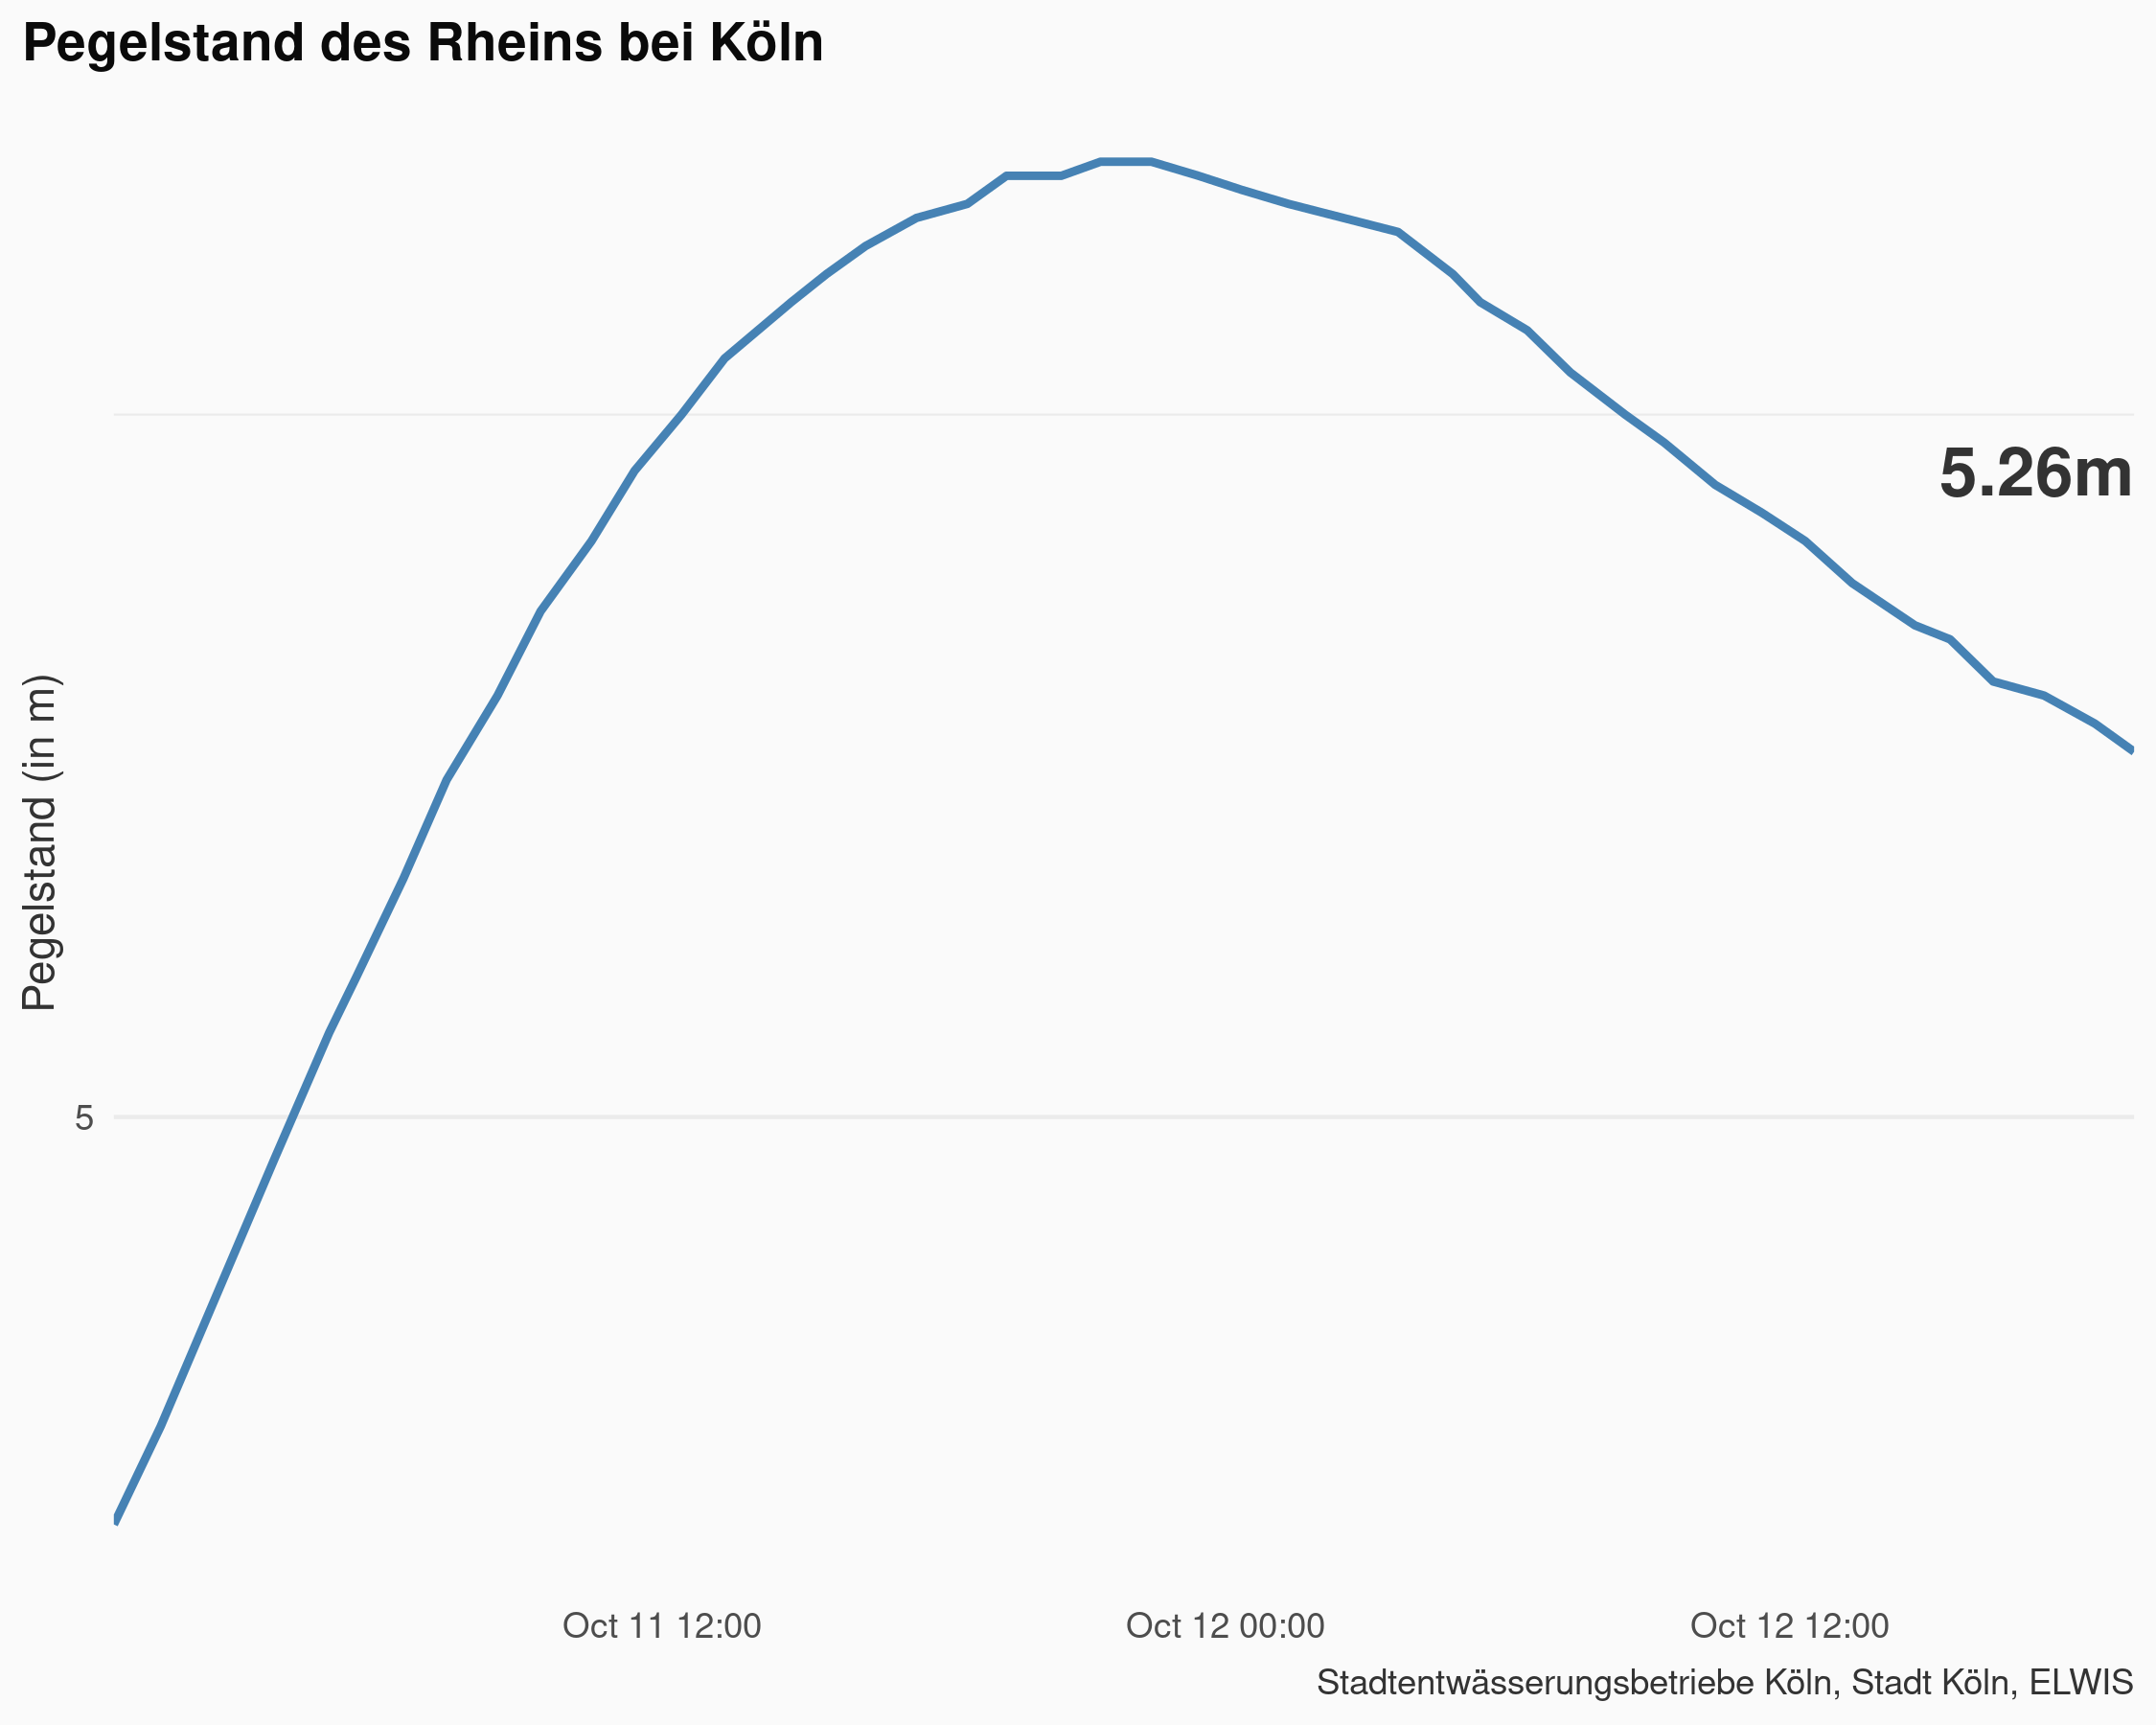 Pegelstand des Rheins bei Köln
5.26m
Pegelstand (in m)
5
Oct 11 12:00
Oct 12 00:00
Oct 12 12:00
Stadtentwässerungsbetriebe Köln, Stadt Köln, ELWIS